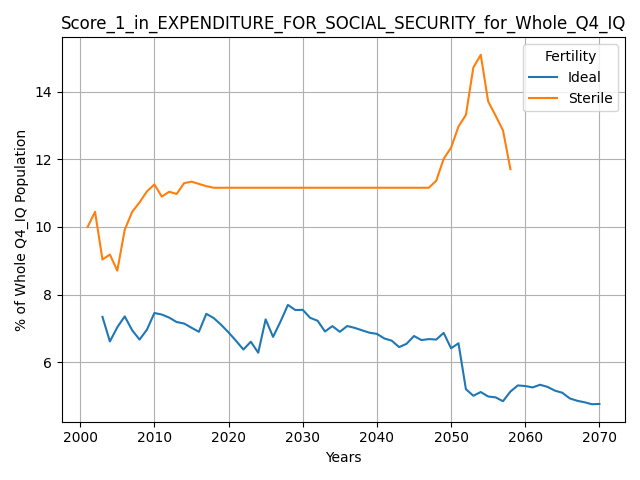 Score_1_in_EXPENDITURE_FOR_SOCIAL_SECURITY_for_Whole_Q4_IQ
Fertility
Ideal
Sterile
% of Whole Q4_IQ Population
14
12
10
8
6
2000 2010 2020 2030 2040 2050 2060 2070
Years